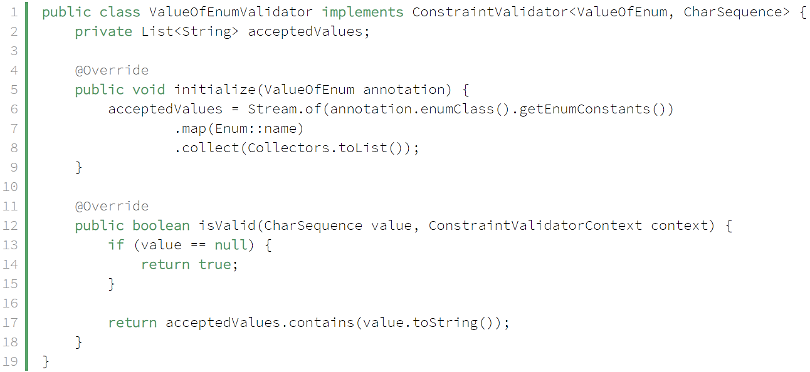 1 public class ValueOfEnumValidator implements ConstraintValidator<ValueOfEnum, CharSequence> {
2     private List<String> acceptedValues;
3
4     @Override
5     public void initialize(ValueOfEnum annotation) {
6         acceptedValues = Stream.of(annotation.enumClass().getEnumConstants())
7                 .map(Enum::name)
8                 .collect(Collectors.toList());
9     }
10
11     @Override
12     public boolean isValid(CharSequence value, ConstraintValidatorContext context) {
13         if (value == null) {
14             return true;
15         }
16
17         return acceptedValues.contains(value.toString());
18     }
19 }